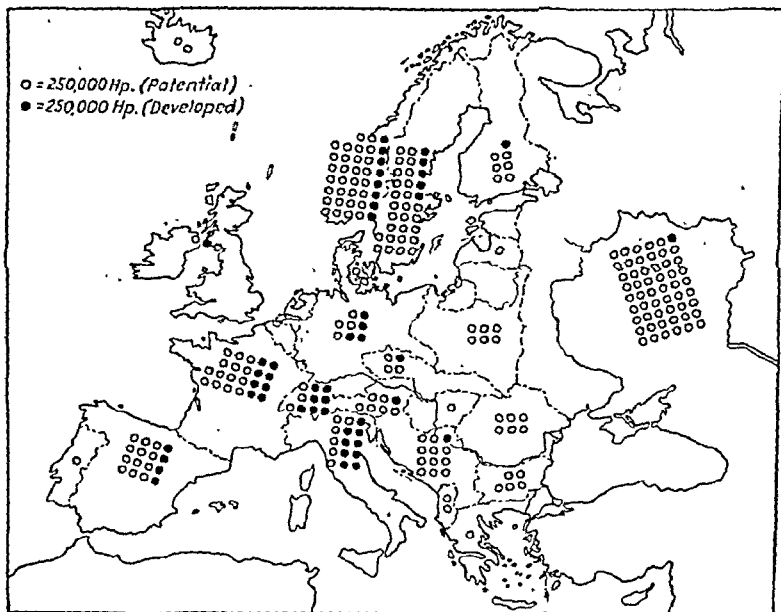 ○ = 250,000 Hp. (Potential)
● = 250,000 Hp. (Developed)